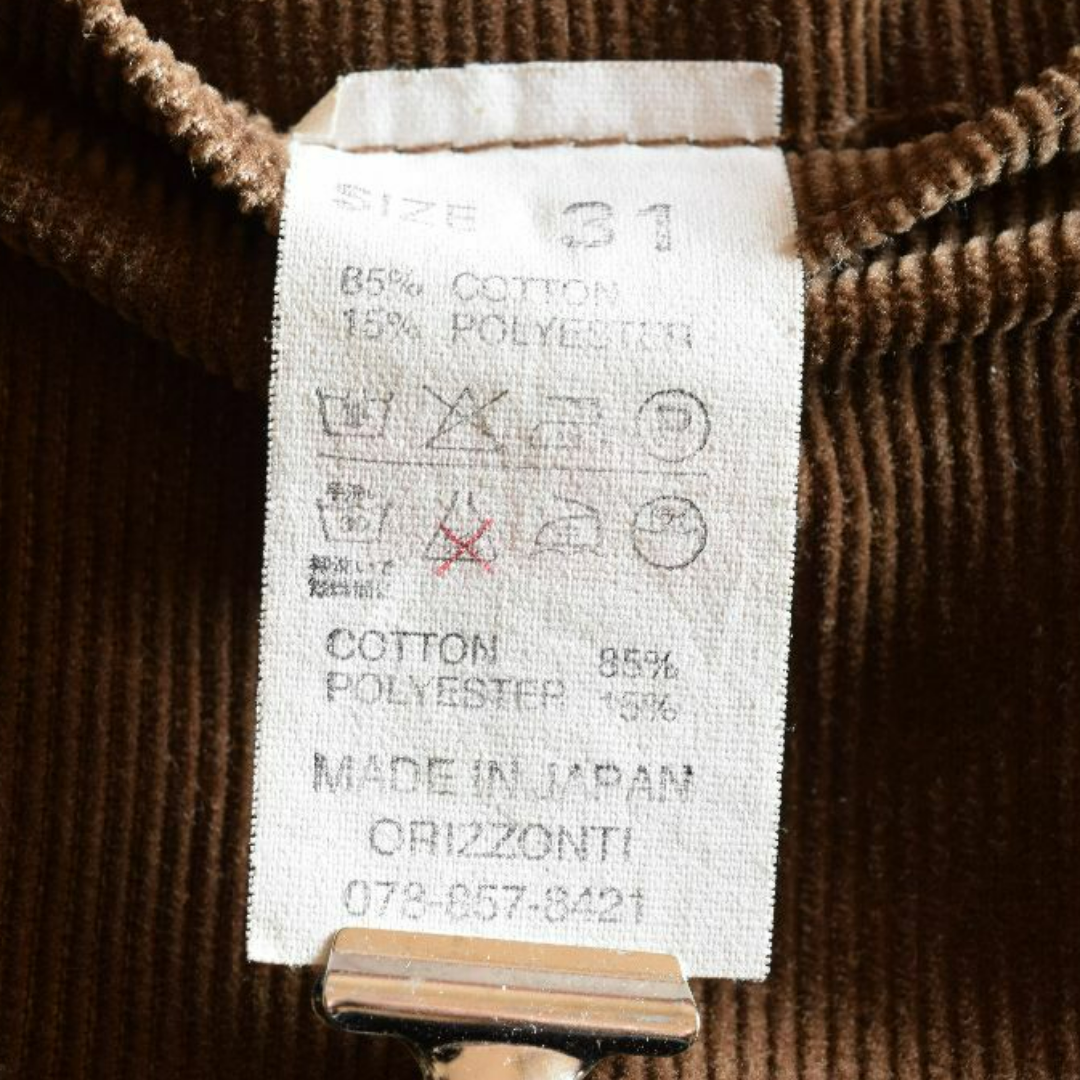 SIZE 31
85% COTTON
15% POLYESTER
COTTON 85%
POLYESTER 15%
MADE IN JAPAN
ORIZZONTI
078-857-8421